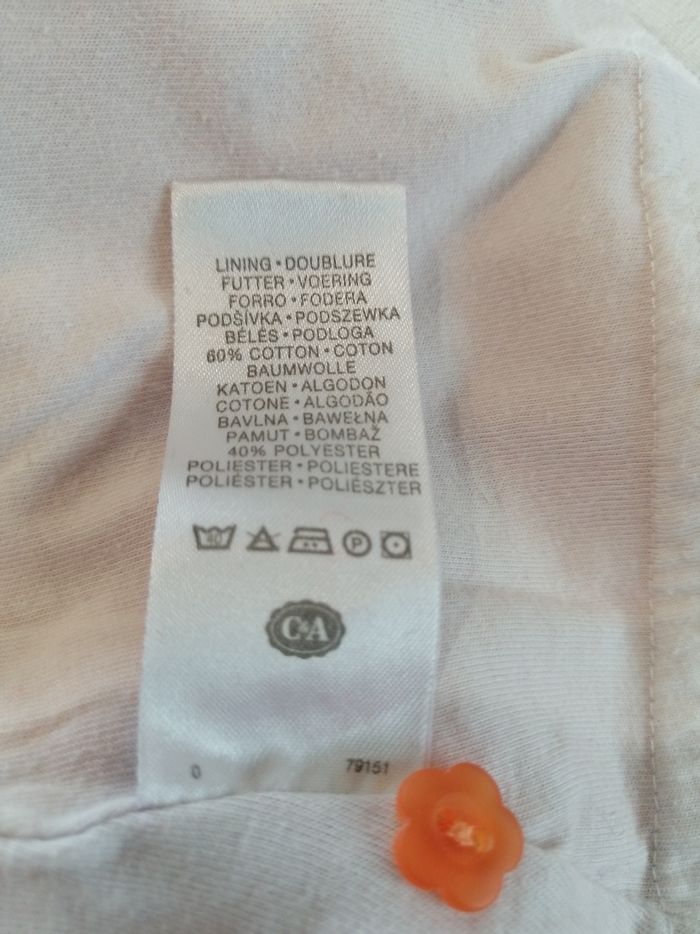 LINING • DOUBLURE
FUTTER • VOERING
FORRO • FODERA
PODŠÍVKA • PODSZEWKA
BÉLÉS • PODLOGA
60% COTTON • COTON
BAUMWOLLE
KATOEN • ALGODON
COTONE • ALGODÃO
BAVLNA • BAWEŁNA
PAMUT • BOMBAŽ
40% POLYESTER
POLIESTER • POLIESTERE
POLIÉSTER • POLIÉSZTER
40
P
C&A
0 79151